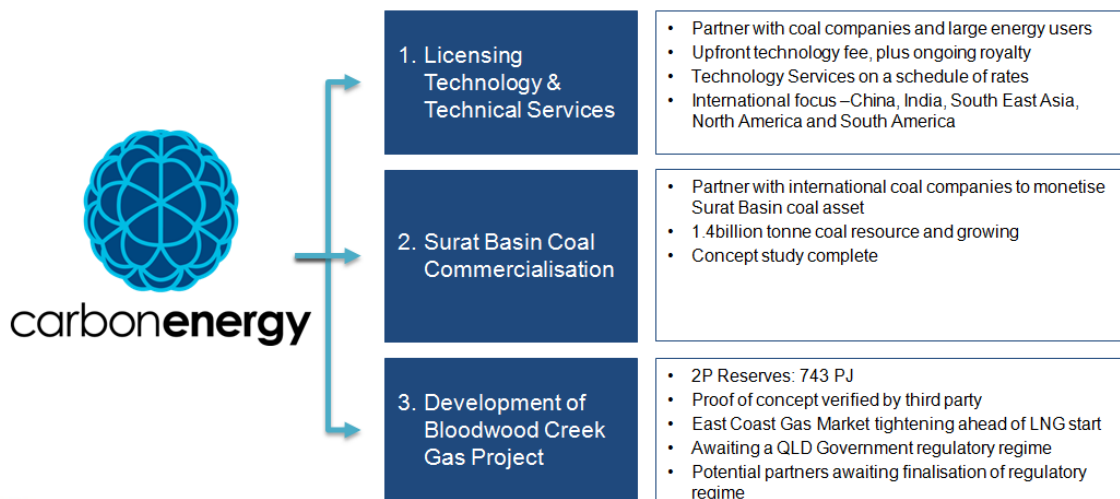 carbonenergy
1. Licensing
Technology &
Technical Services
• Partner with coal companies and large energy users
• Upfront technology fee, plus ongoing royalty
• Technology Services on a schedule of rates
• International focus –China, India, South East Asia,
North America and South America
2. Surat Basin Coal
Commercialisation
• Partner with international coal companies to monetise
Surat Basin coal asset
• 1.4billion tonne coal resource and growing
• Concept study complete
3. Development of
Bloodwood Creek
Gas Project
• 2P Reserves: 743 PJ
• Proof of concept verified by third party
• East Coast Gas Market tightening ahead of LNG start
• Awaiting a QLD Government regulatory regime
• Potential partners awaiting finalisation of regulatory
regime